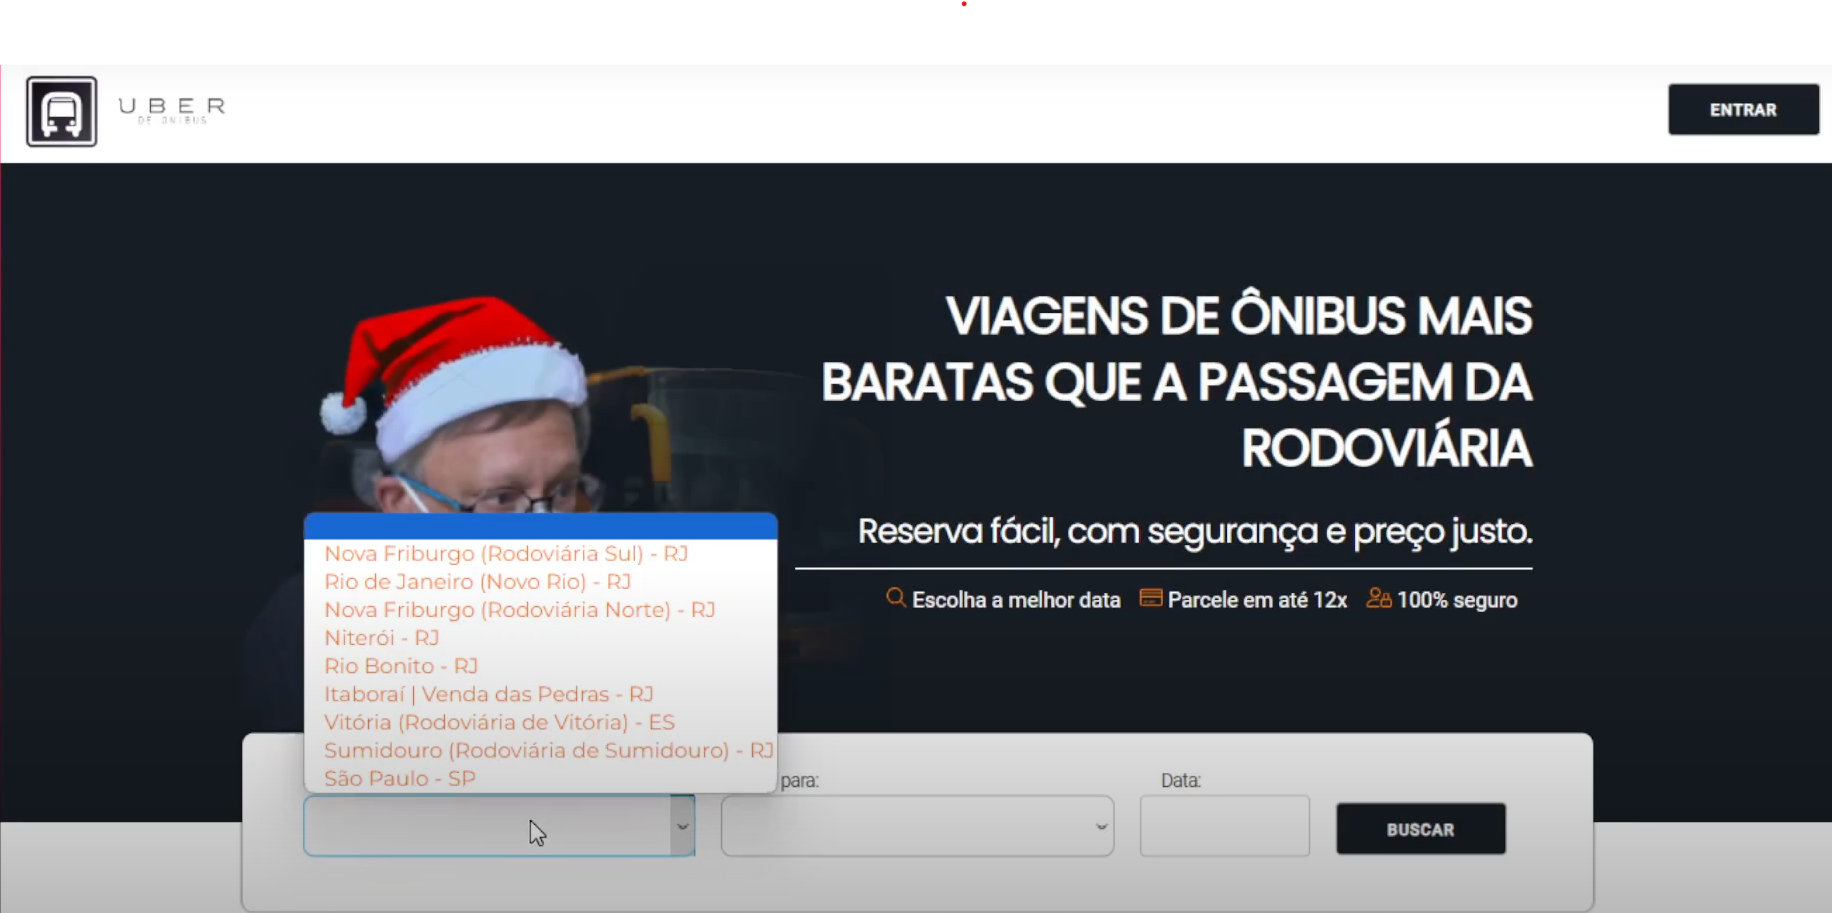 UBER
DE ÔNIBUS
ENTRAR
VIAGENS DE ÔNIBUS MAIS
BARATAS QUE A PASSAGEM DA
RODOVIÁRIA
Reserva fácil, com segurança e preço justo.
Escolha a melhor data Parcele em até 12x 100% seguro
Nova Friburgo (Rodoviária Sul) - RJ
Rio de Janeiro (Novo Rio) - RJ
Nova Friburgo (Rodoviária Norte) - RJ
Niterói - RJ
Rio Bonito - RJ
Itaboraí | Venda das Pedras - RJ
Vitória (Rodoviária de Vitória) - ES
Sumidouro (Rodoviária de Sumidouro) - RJ
São Paulo - SP
para:
Data:
BUSCAR